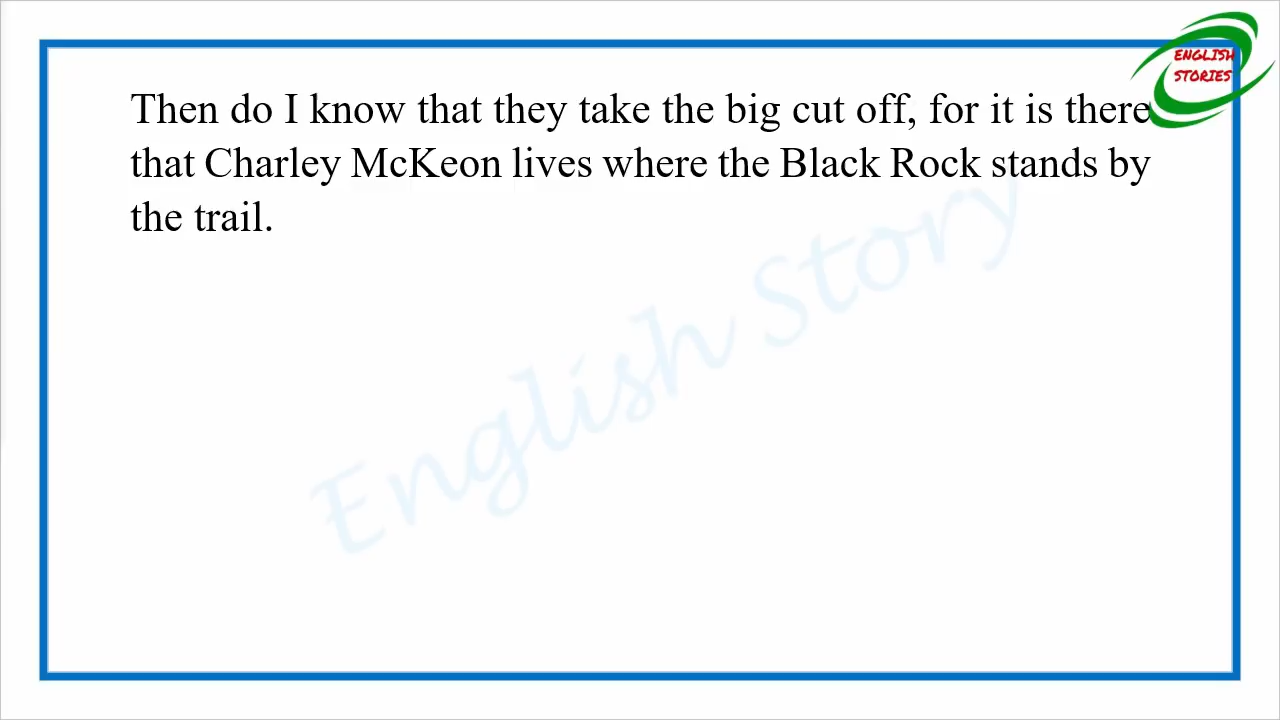 ENGLISH
STORIES
Then do I know that they take the big cut off, for it is there
that Charley McKeon lives where the Black Rock stands by
the trail.
English Story